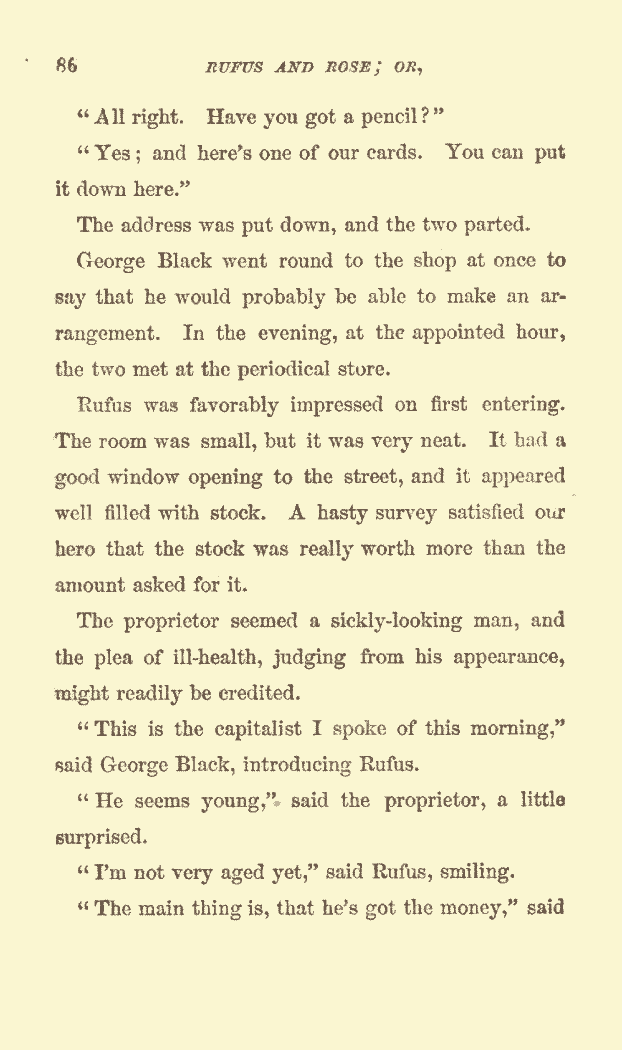 86 RUFUS AND ROSE; OR,
"All right. Have you got a pencil?"
"Yes; and here's one of our cards. You can put
it down here."
The address was put down, and the two parted.
George Black went round to the shop at once to
say that he would probably be able to make an ar-
rangement. In the evening, at the appointed hour,
the two met at the periodical store.
Rufus was favorably impressed on first entering.
The room was small, but it was very neat. It had a
good window opening to the street, and it appeared
well filled with stock. A hasty survey satisfied our
hero that the stock was really worth more than the
amount asked for it.
The proprietor seemed a sickly-looking man, and
the plea of ill-health, judging from his appearance,
might readily be credited.
"This is the capitalist I spoke of this morning,"
said George Black, introducing Rufus.
"He seems young," said the proprietor, a little
surprised.
"I'm not very aged yet," said Rufus, smiling.
"The main thing is, that he's got the money," said